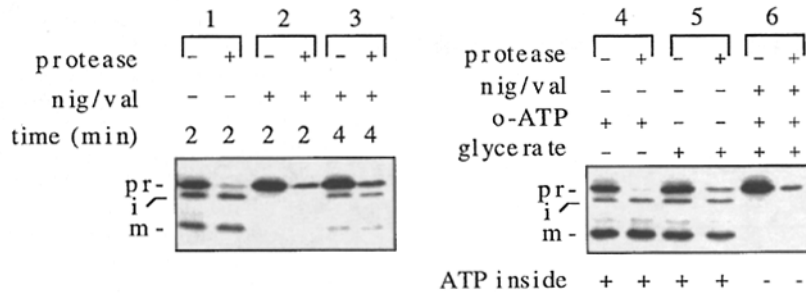 1 2 3
protease - + - + - +
nig/val - - + + + +
time (min) 2 2 2 2 4 4
pr-
i
m-
4 5 6
protease - + - + - +
nig/val - - - - + +
o-ATP + + - - + +
glycerate - - + + + +
pr-
i
m-
ATP inside + + + + - -